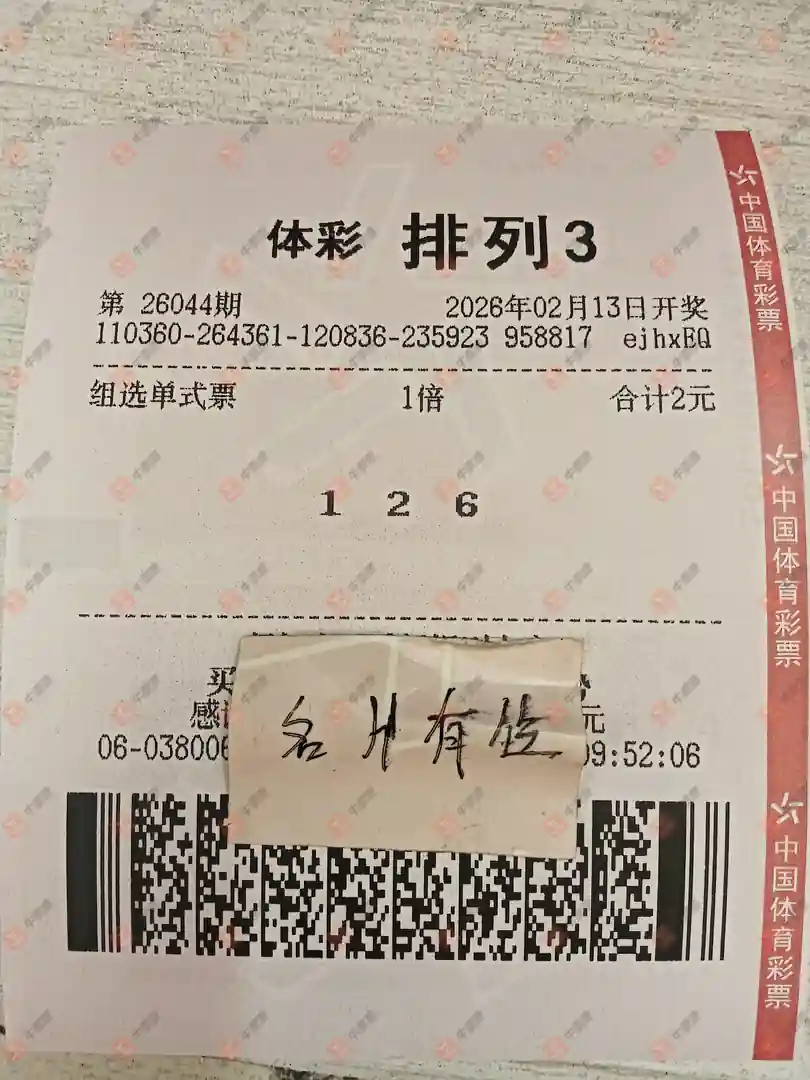 体彩 排列3
第 26044期 2026年02月13日开奖
110360-264361-120836-235923 958817 ejhxEQ
组选单式票 1倍 合计2元
1 2 6
买
感 元
06-038006 09:52:06
名片有
中国体育彩票
中国体育彩票
中国体育彩票